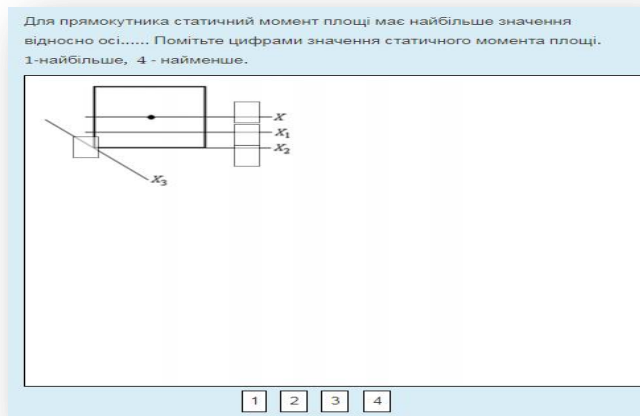 Для прямокутника статичний момент площі має найбільше значення
відносно осі...... Помітьте цифрами значення статичного момента площі.
1-найбільше, 4 - найменше.
X
X₁
X₂
X₃
1 2 3 4